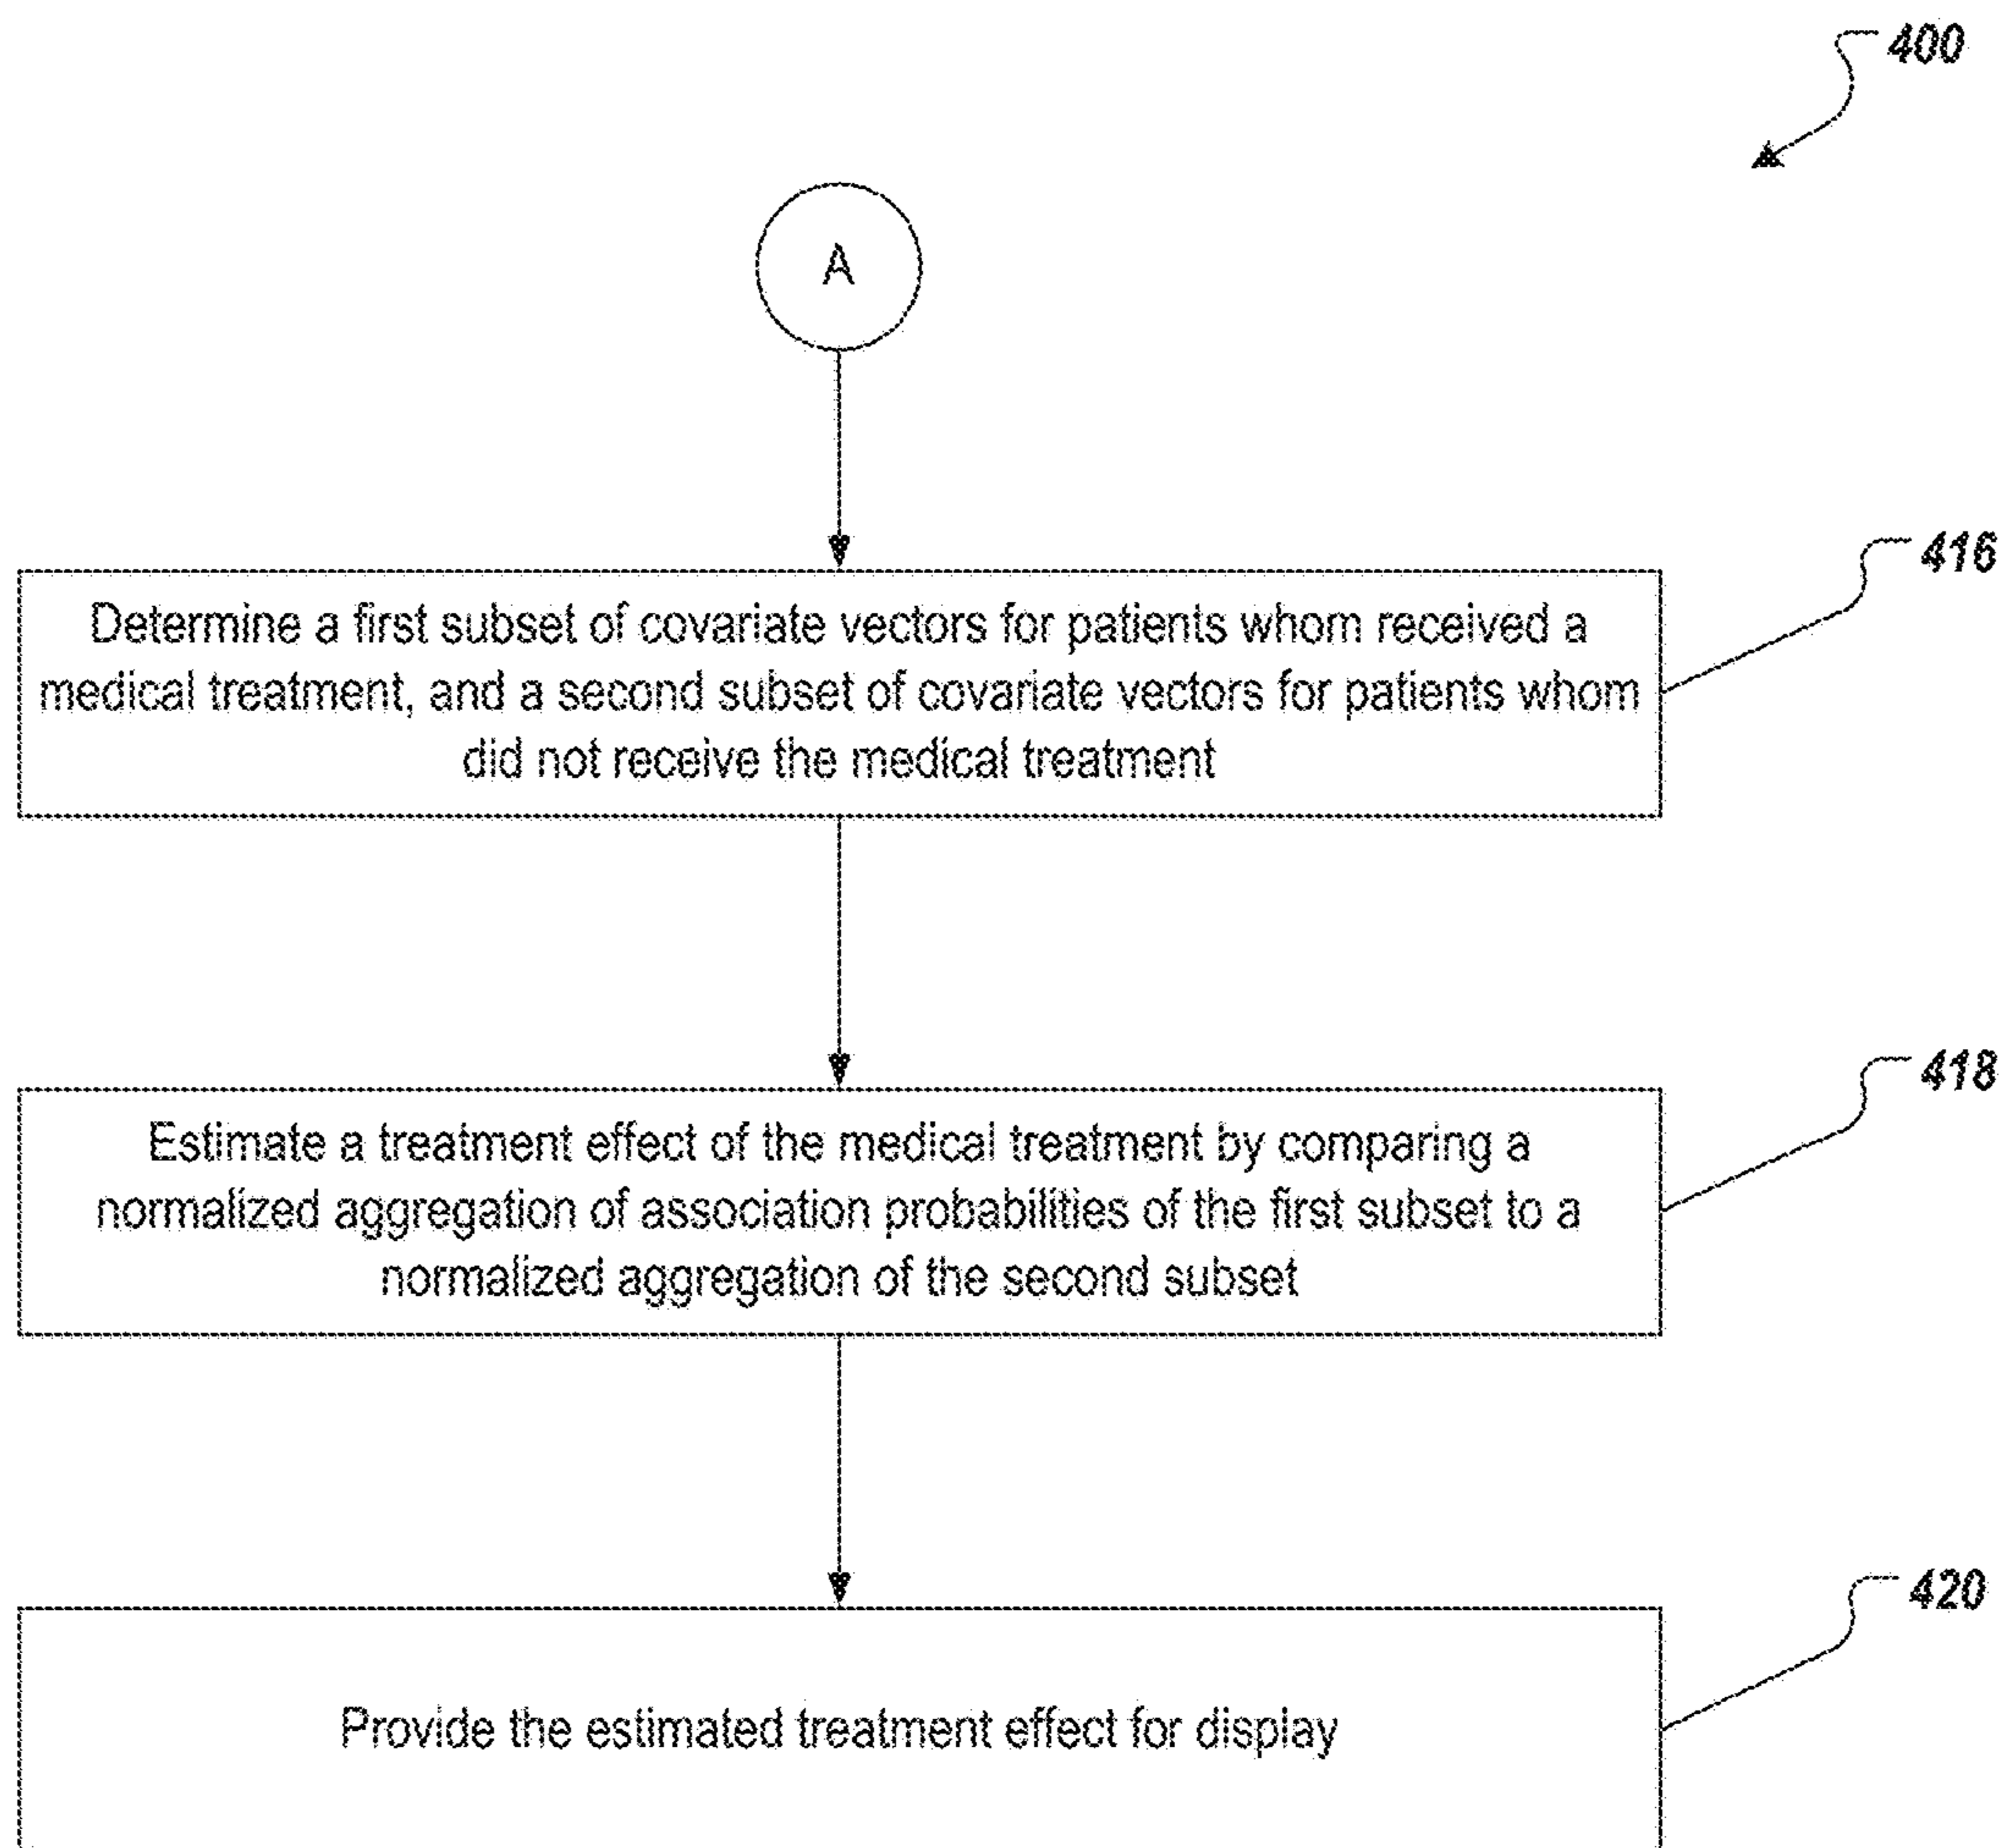 400
A
416
Determine a first subset of covariate vectors for patients whom received a
medical treatment, and a second subset of covariate vectors for patients whom
did not receive the medical treatment
418
Estimate a treatment effect of the medical treatment by comparing a
normalized aggregation of association probabilities of the first subset to a
normalized aggregation of the second subset
420
Provide the estimated treatment effect for display